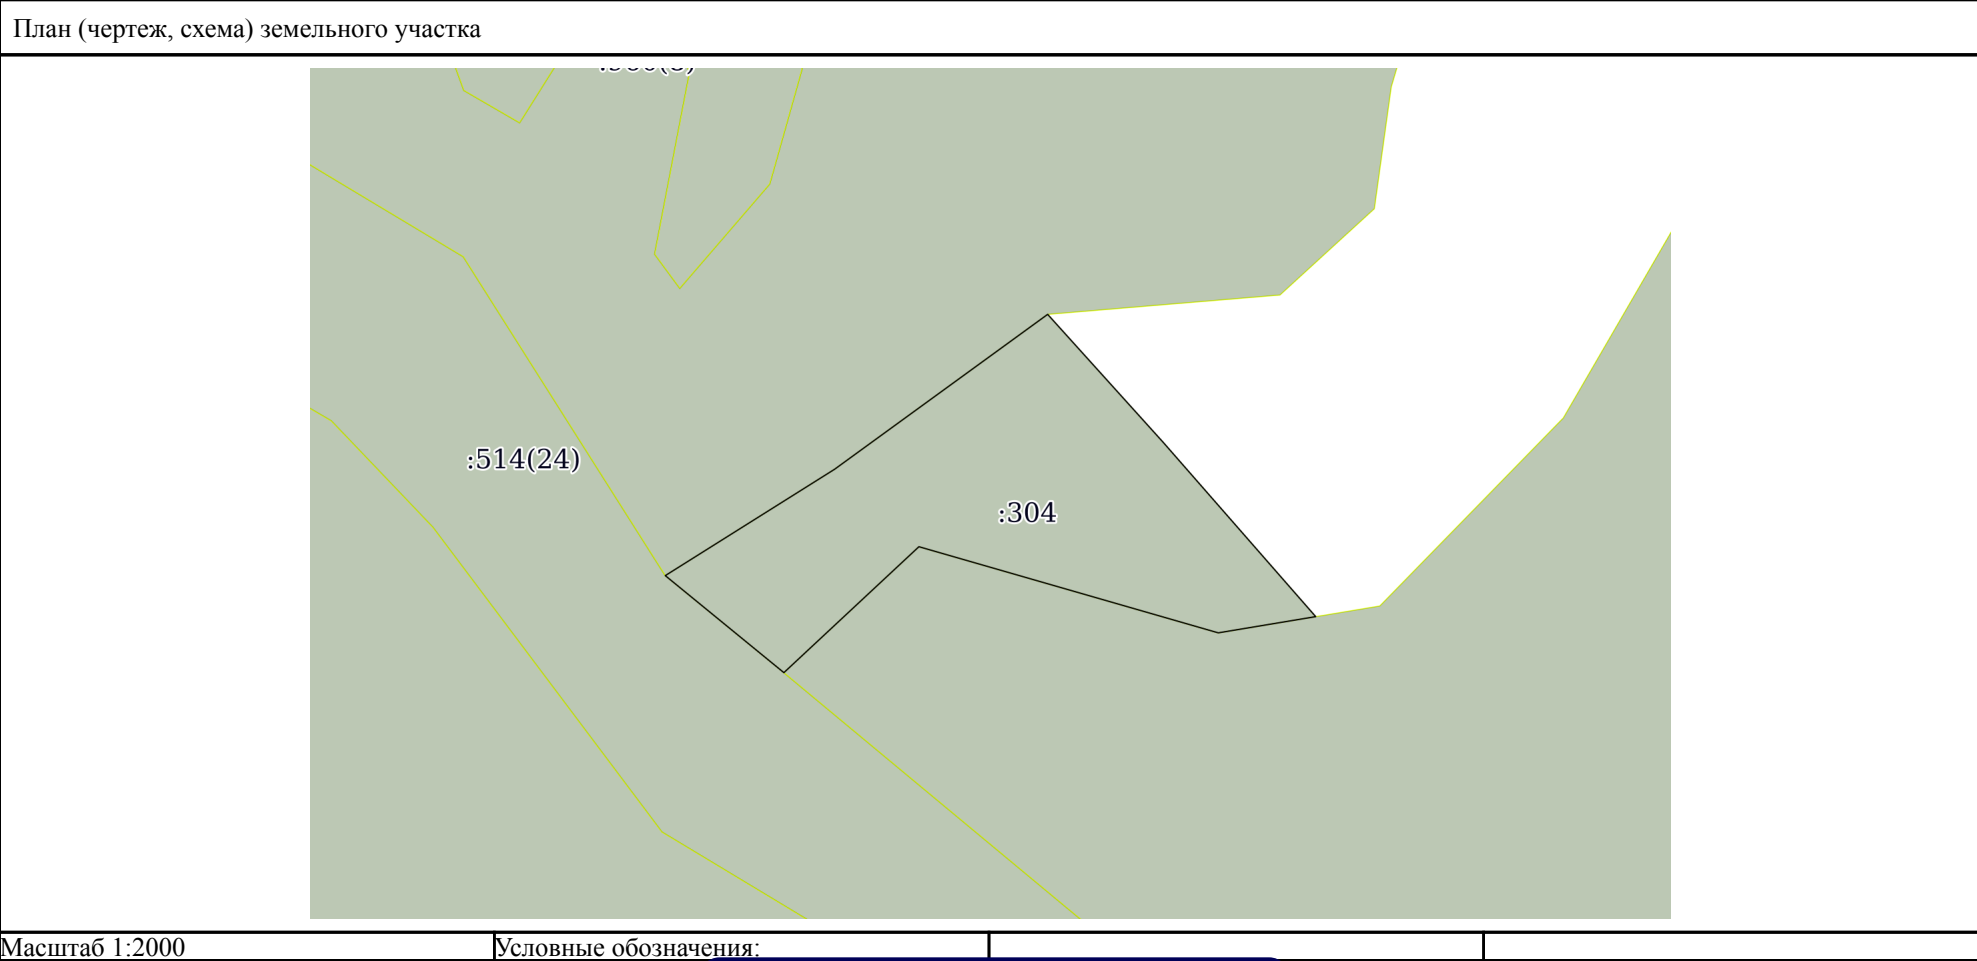 План (чертеж, схема) земельного участка
:514(24)
:304
Масштаб 1:2000
Условные обозначения: